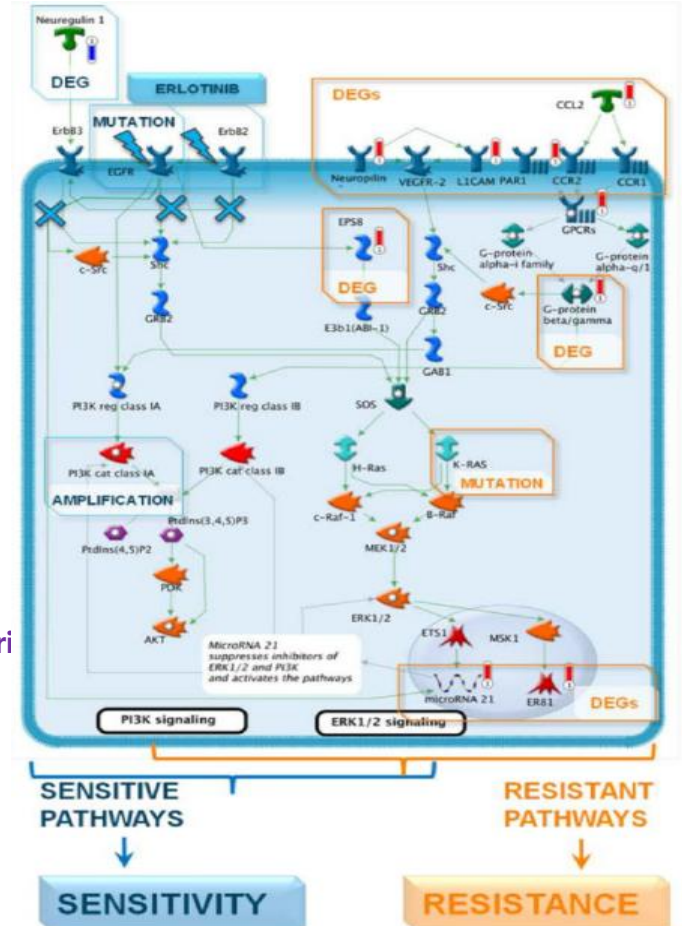 Neuregulin 1
DEG
ERLOTINIB
DEGs
CCL2
ErbB3
MUTATION
ErbB2
EGFR
Neuropilin
VEGFR-2
L1CAM
PAR1
CCR2
CCR1
GPCRs
EPS8
c-Src
Shc
DEG
Shc
G-protein
alpha-i family
G-protein
alpha-q/1
c-Src
G-protein
beta/gamma
GRB2
E3b1(ABI-1)
GRB2
DEG
GAB1
PI3K reg class IA
PI3K reg class IB
SOS
H-Ras
K-RAS
PI3K cat class IA
PI3K cat class IB
MUTATION
AMPLIFICATION
c-Raf-1
B-Raf
PtdIns(4,5)P2
PtdIns(3,4,5)P3
MEK1/2
PDK
ERK1/2
AKT
ri
MicroRNA 21
suppresses inhibitors of
ERK1/2 and PI3K
and activates the pathways
ETS1
MSK1
microRNA 21
ER81
DEGs
PI3K signaling
ERK1/2 signaling
SENSITIVE
PATHWAYS
RESISTANT
PATHWAYS
SENSITIVITY
RESISTANCE